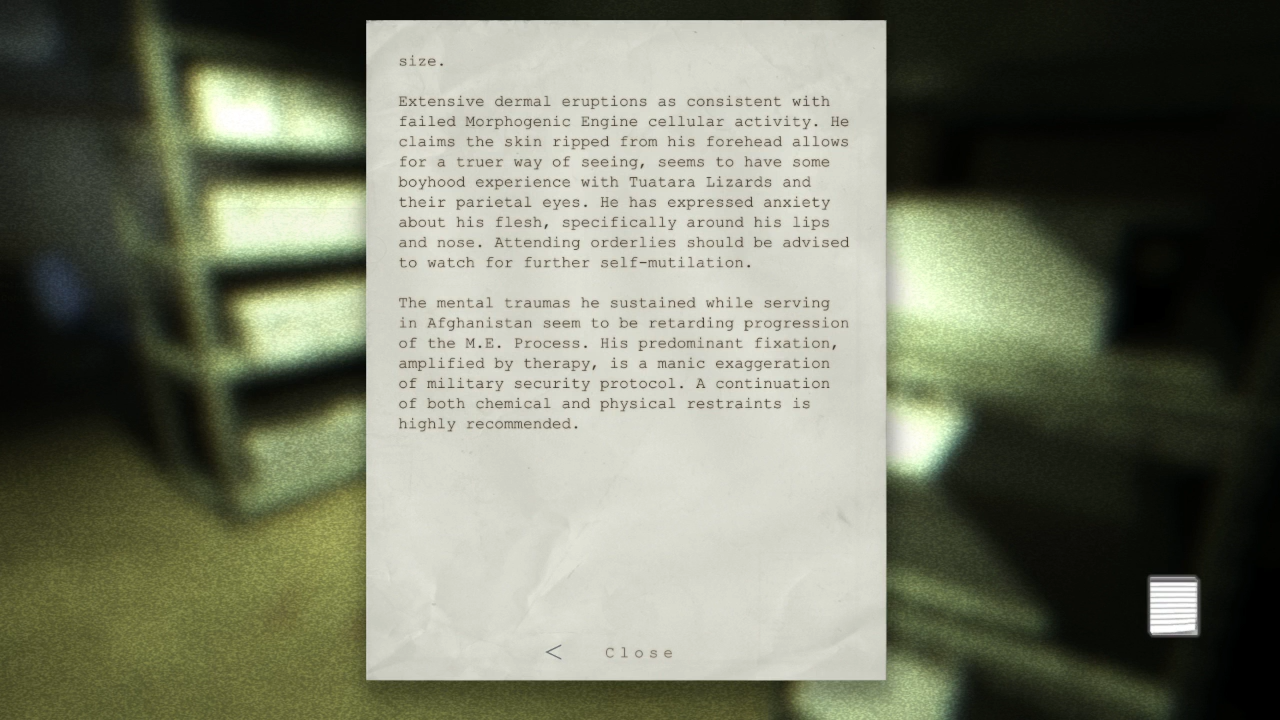 size.
Extensive dermal eruptions as consistent with
failed Morphogenic Engine cellular activity. He
claims the skin ripped from his forehead allows
for a truer way of seeing, seems to have some
boyhood experience with Tuatara Lizards and
their parietal eyes. He has expressed anxiety
about his flesh, specifically around his lips
and nose. Attending orderlies should be advised
to watch for further self-mutilation.
The mental traumas he sustained while serving
in Afghanistan seem to be retarding progression
of the M.E. Process. His predominant fixation,
amplified by therapy, is a manic exaggeration
of military security protocol. A continuation
of both chemical and physical restraints is
highly recommended.
< Close